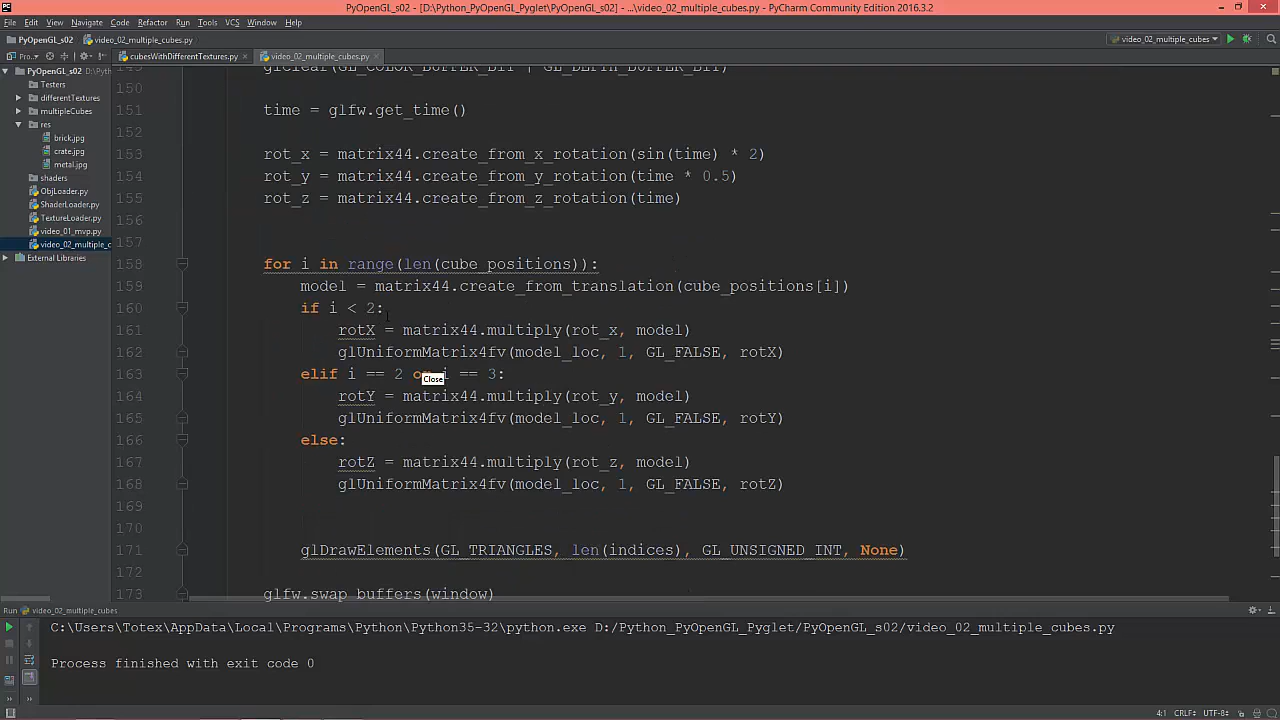 PyOpenGL_s02 - [D:\Python_PyOpenGL_Pyglet\PyOpenGL_s02] - ...\video_02_multiple_cubes.py - PyCharm Community Edition 2016.3.2
File Edit View Navigate Code Refactor Run Tools VCS Window Help
PyOpenGL_s02 video_02_multiple_cubes.py
video_02_multiple_cubes
Pro..
cubesWithDifferentTextures.py
video_02_multiple_cubes.py
PyOpenGL_s02 D:\Pyth
Testers
differentTextures
multipleCubes
res
brick.jpg
crate.jpg
metal.jpg
shaders
ObjLoader.py
ShaderLoader.py
TextureLoader.py
video_01_mvp.py
video_02_multiple_c
External Libraries
149 glClear(GL_COLOR_BUFFER_BIT | GL_DEPTH_BUFFER_BIT)
150
151 time = glfw.get_time()
152
153 rot_x = matrix44.create_from_x_rotation(sin(time) * 2)
154 rot_y = matrix44.create_from_y_rotation(time * 0.5)
155 rot_z = matrix44.create_from_z_rotation(time)
156
157
158 for i in range(len(cube_positions)):
159 model = matrix44.create_from_translation(cube_positions[i])
160 if i < 2:
161 rotX = matrix44.multiply(rot_x, model)
162 glUniformMatrix4fv(model_loc, 1, GL_FALSE, rotX)
163 elif i == 2 or i == 3:
Close
164 rotY = matrix44.multiply(rot_y, model)
165 glUniformMatrix4fv(model_loc, 1, GL_FALSE, rotY)
166 else:
167 rotZ = matrix44.multiply(rot_z, model)
168 glUniformMatrix4fv(model_loc, 1, GL_FALSE, rotZ)
169
170
171 glDrawElements(GL_TRIANGLES, len(indices), GL_UNSIGNED_INT, None)
172
173 glfw.swap_buffers(window)
Run video_02_multiple_cubes
C:\Users\Totex\AppData\Local\Programs\Python\Python35-32\python.exe D:/Python_PyOpenGL_Pyglet/PyOpenGL_s02/video_02_multiple_cubes.py
Process finished with exit code 0
4:1 CRLF÷ UTF-8÷